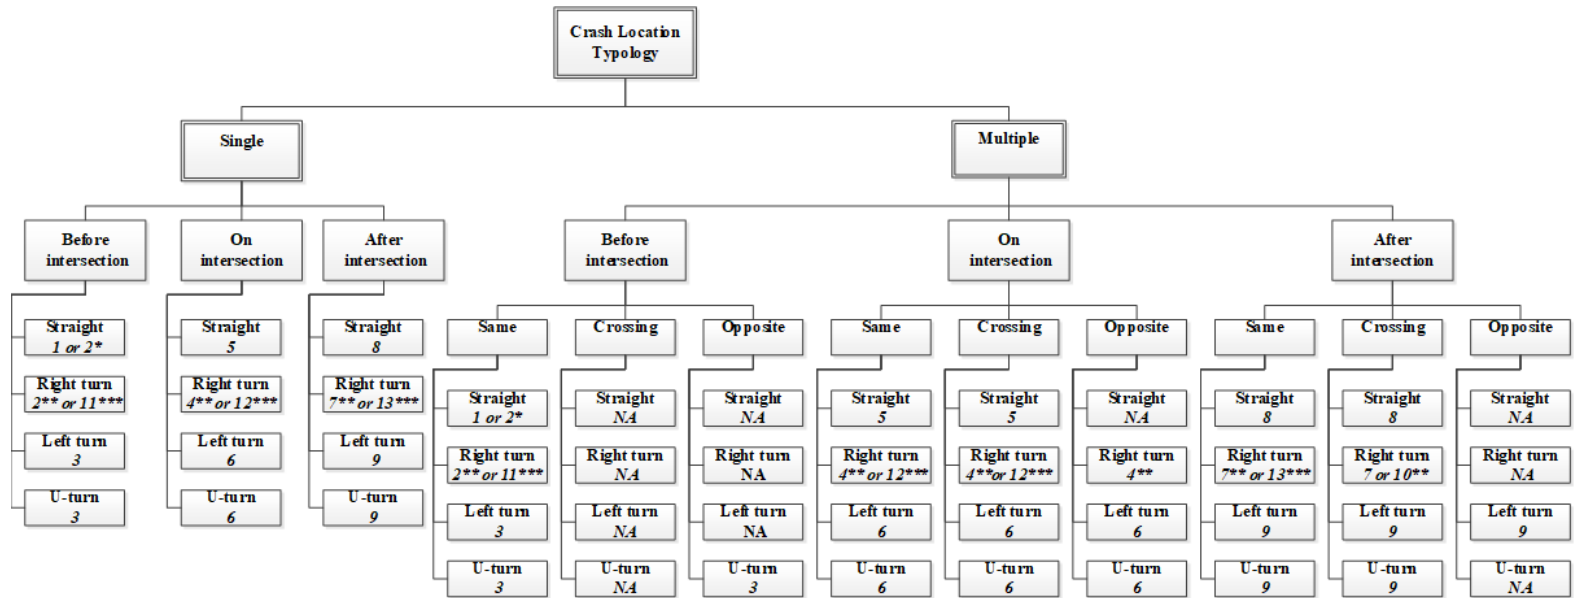 Crash Location
Typology
Single
Multiple
Before
intersection
On
intersection
After
intersection
Before
intersection
On
intersection
After
intersection
Straight
1 or 2*
Right turn
2** or 11***
Left turn
3
U-turn
3
Straight
5
Right turn
4** or 12***
Left turn
6
U-turn
6
Straight
8
Right turn
7** or 13***
Left turn
9
U-turn
9
Same
Straight
1 or 2*
Right turn
2** or 11***
Left turn
3
U-turn
3
Crossing
Straight
NA
Right turn
NA
Left turn
NA
U-turn
NA
Opposite
Straight
NA
Right turn
NA
Left turn
NA
U-turn
3
Same
Straight
5
Right turn
4** or 12***
Left turn
6
U-turn
6
Crossing
Straight
5
Right turn
4**or 12***
Left turn
6
U-turn
6
Opposite
Straight
NA
Right turn
4**
Left turn
6
U-turn
6
Same
Straight
8
Right turn
7** or 13***
Left turn
9
U-turn
9
Crossing
Straight
8
Right turn
7 or 10**
Left turn
9
U-turn
9
Opposite
Straight
NA
Right turn
NA
Left turn
9
U-turn
NA